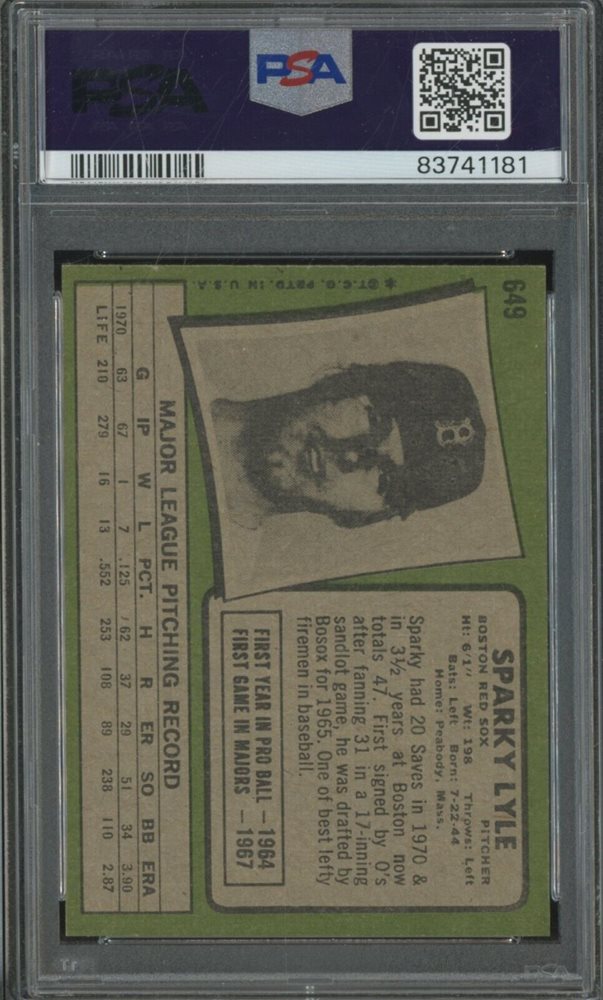 PSA
PSA
83741181
649
*©T.C.G. PRTD. IN U.S.A.
SPARKY LYLE
PITCHER
BOSTON RED SOX
Ht: 6'1" Wt: 198 Throws: Left
Bats: Left Born: 7-22-44
Home: Peabody, Mass.
Sparky had 20 Saves in 1970 &
in 3½ years at Boston now
totals 47. First signed by O's
after fanning 31 in a 17-inning
sandlot game, he was drafted by
Bosox for 1965. One of best lefty
firemen in baseball.
FIRST YEAR IN PRO BALL — 1964
FIRST GAME IN MAJORS — 1967
B
MAJOR LEAGUE PITCHING RECORD
G IP W L PCT. H R ER SO BB ERA
1970 63 67 1 7 .125 62 37 29 51 34 3.90
LIFE 210 279 16 13 .552 253 108 89 238 110 2.87
PSA